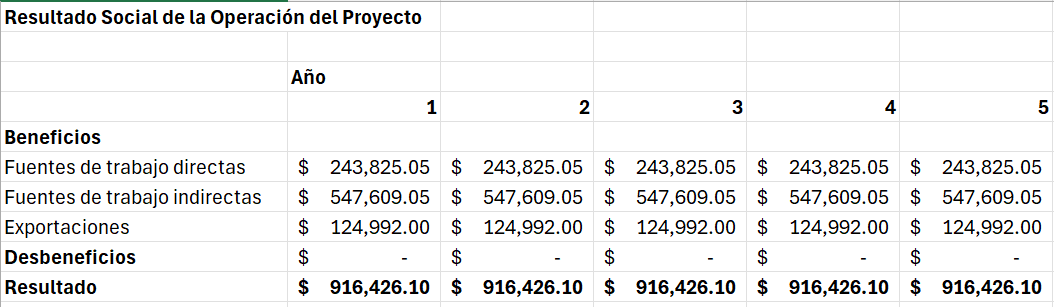 Resultado Social de la Operación del Proyecto
Año
1 2 3 4 5
Beneficios
Fuentes de trabajo directas $ 243,825.05 $ 243,825.05 $ 243,825.05 $ 243,825.05 $ 243,825.05
Fuentes de trabajo indirectas $ 547,609.05 $ 547,609.05 $ 547,609.05 $ 547,609.05 $ 547,609.05
Exportaciones $ 124,992.00 $ 124,992.00 $ 124,992.00 $ 124,992.00 $ 124,992.00
Desbeneficios $ - $ - $ - $ - $ -
Resultado $ 916,426.10 $ 916,426.10 $ 916,426.10 $ 916,426.10 $ 916,426.10